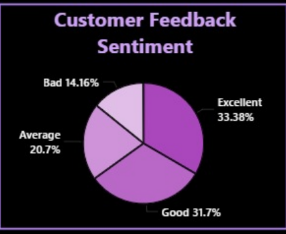 Customer Feedback
Sentiment
Bad 14.16%
Excellent
33.38%
Average
20.7%
Good 31.7%